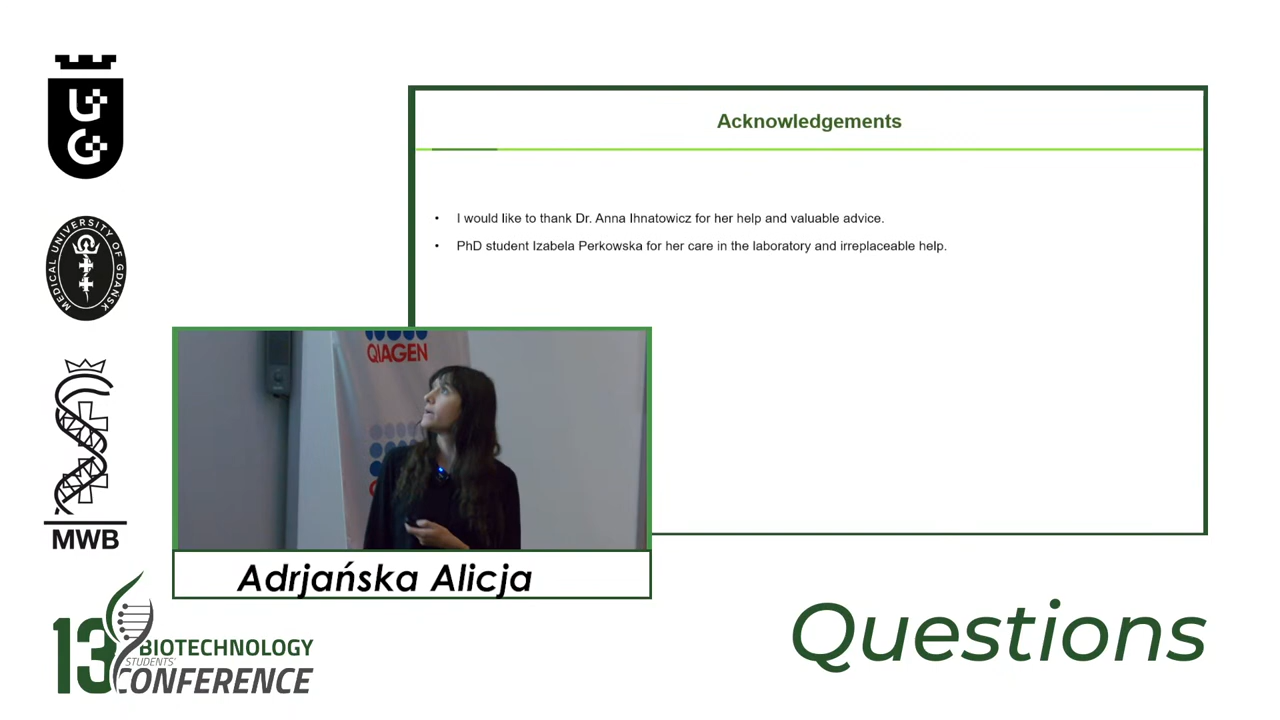 UG
MEDICAL UNIVERSITY OF GDAŃSK
MWB
13 BIOTECHNOLOGY
STUDENTS'
CONFERENCE
Acknowledgements
• I would like to thank Dr. Anna Ihnatowicz for her help and valuable advice.
• PhD student Izabela Perkowska for her care in the laboratory and irreplaceable help.
QIAGEN
Adrjańska Alicja
Questions